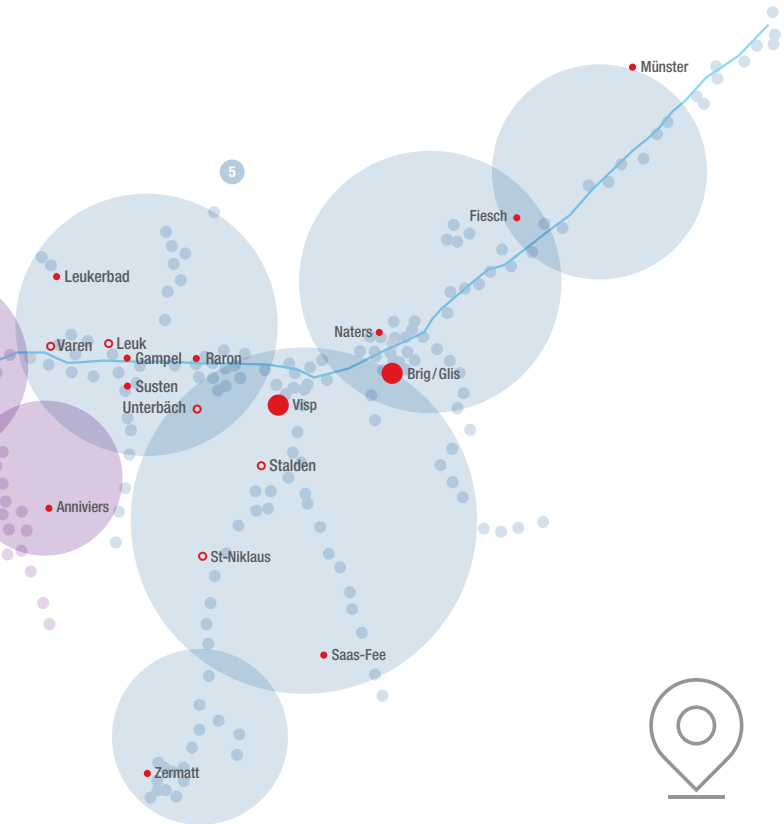 Münster
5
Fiesch
Leukerbad
Naters
Varen
Leuk
Gampel
Raron
Brig / Glis
Susten
Unterbäch
Visp
Stalden
Anniviers
St-Niklaus
Saas-Fee
Zermatt